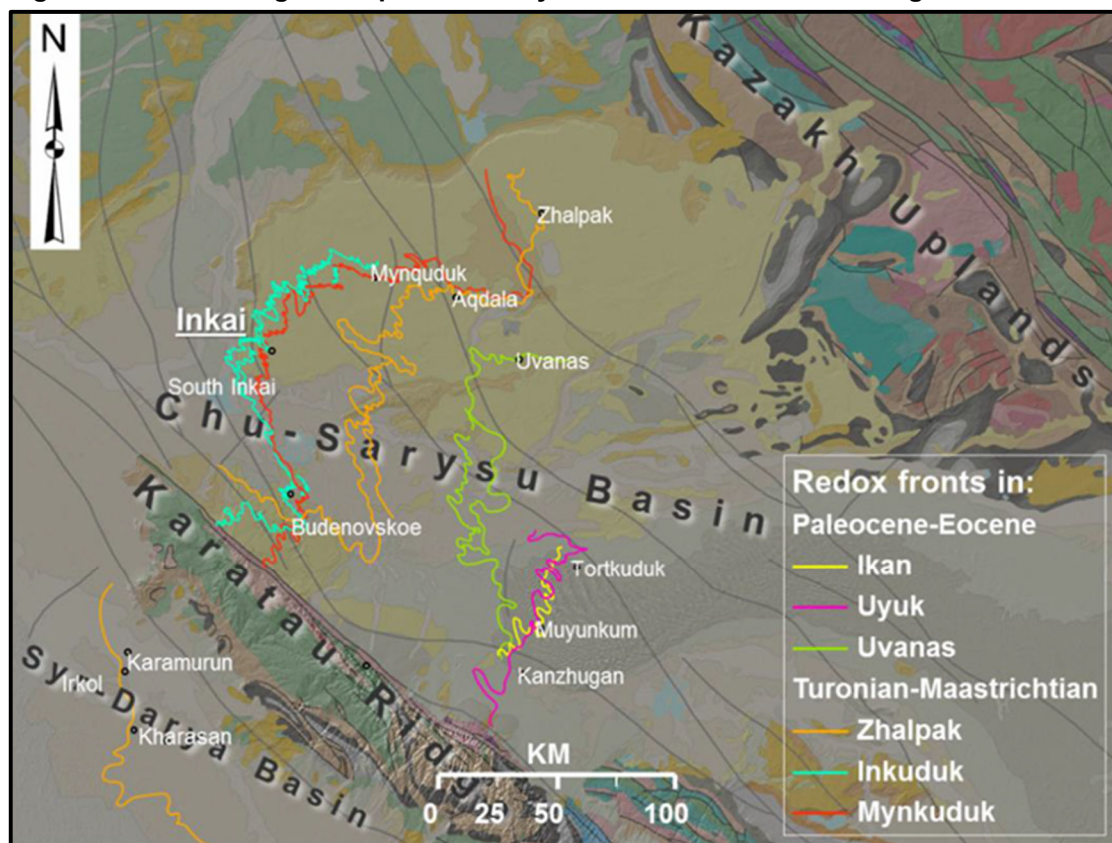 N
Kazakh Uplands
Zhalpak
Mynquduk
Aqdala
Inkai
Uvanas
South Inkai
Chu-Sarysu Basin
Karatau Ridg
Budenovskoe
Tortkuduk
Muyunkum
Kanzhugan
Karamurun
Irkol
Kharasan
Syr-Darya Basin
KM
0 25 50 100
Redox fronts in:
Paleocene-Eocene
Ikan
Uyuk
Uvanas
Turonian-Maastrichtian
Zhalpak
Inkuduk
Mynkuduk